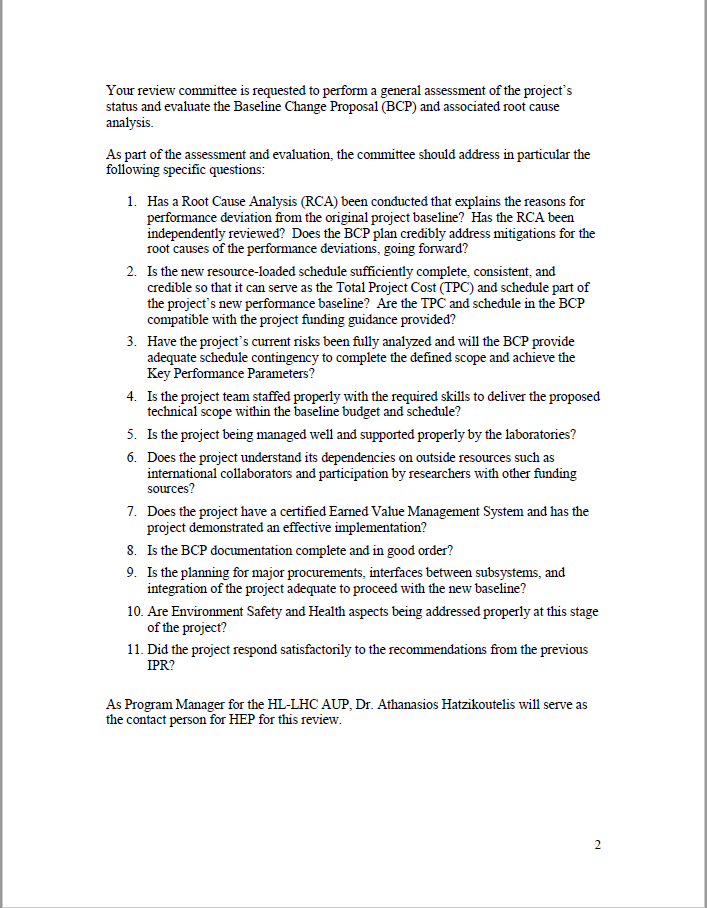 Your review committee is requested to perform a general assessment of the project's
status and evaluate the Baseline Change Proposal (BCP) and associated root cause
analysis.
As part of the assessment and evaluation, the committee should address in particular the
following specific questions:
1. Has a Root Cause Analysis (RCA) been conducted that explains the reasons for
performance deviation from the original project baseline? Has the RCA been
independently reviewed? Does the BCP plan credibly address mitigations for the
root causes of the performance deviations, going forward?
2. Is the new resource-loaded schedule sufficiently complete, consistent, and
credible so that it can serve as the Total Project Cost (TPC) and schedule part of
the project's new performance baseline? Are the TPC and schedule in the BCP
compatible with the project funding guidance provided?
3. Have the project's current risks been fully analyzed and will the BCP provide
adequate schedule contingency to complete the defined scope and achieve the
Key Performance Parameters?
4. Is the project team staffed properly with the required skills to deliver the proposed
technical scope within the baseline budget and schedule?
5. Is the project being managed well and supported properly by the laboratories?
6. Does the project understand its dependencies on outside resources such as
international collaborators and participation by researchers with other funding
sources?
7. Does the project have a certified Earned Value Management System and has the
project demonstrated an effective implementation?
8. Is the BCP documentation complete and in good order?
9. Is the planning for major procurements, interfaces between subsystems, and
integration of the project adequate to proceed with the new baseline?
10. Are Environment Safety and Health aspects being addressed properly at this stage
of the project?
11. Did the project respond satisfactorily to the recommendations from the previous
IPR?
As Program Manager for the HL-LHC AUP, Dr. Athanasios Hatzikoutelis will serve as
the contact person for HEP for this review.
2